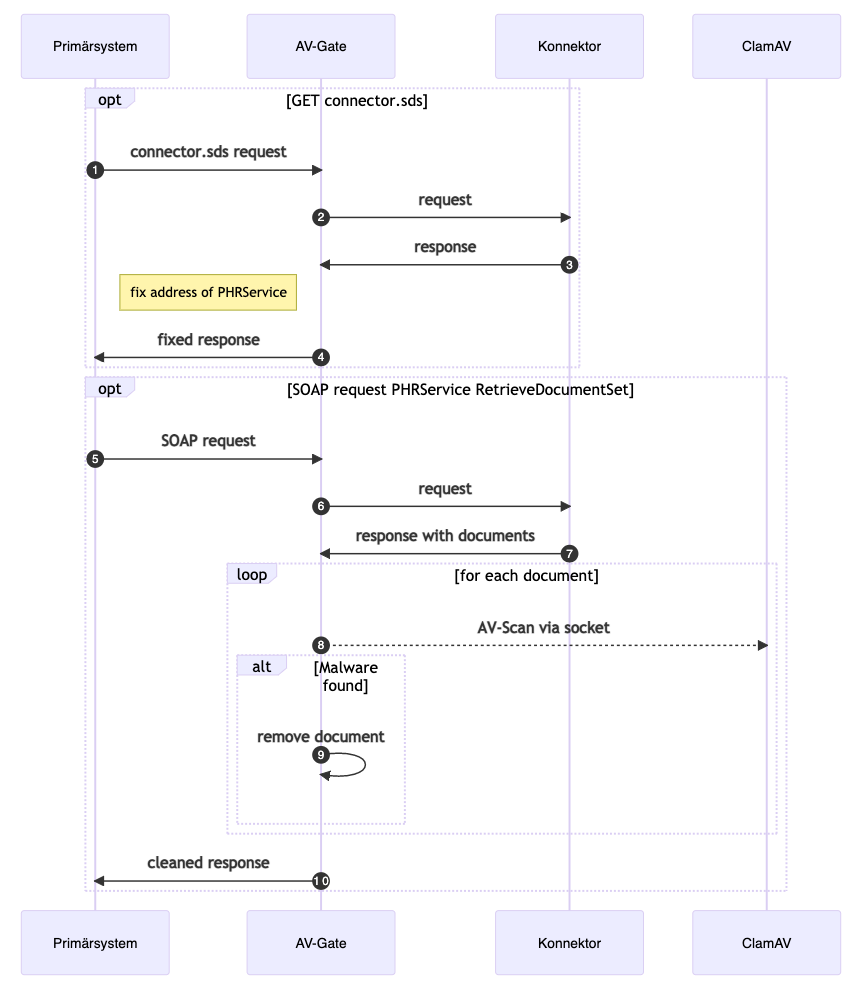 Primärsystem
AV-Gate
Konnektor
ClamAV
opt
[GET connector.sds]
connector.sds request
1
request
2
response
3
fix address of PHRService
fixed response
4
opt
[SOAP request PHRService RetrieveDocumentSet]
SOAP request
5
request
6
response with documents
7
loop
[for each document]
AV-Scan via socket
8
alt
[Malware
found]
remove document
9
cleaned response
10
Primärsystem
AV-Gate
Konnektor
ClamAV